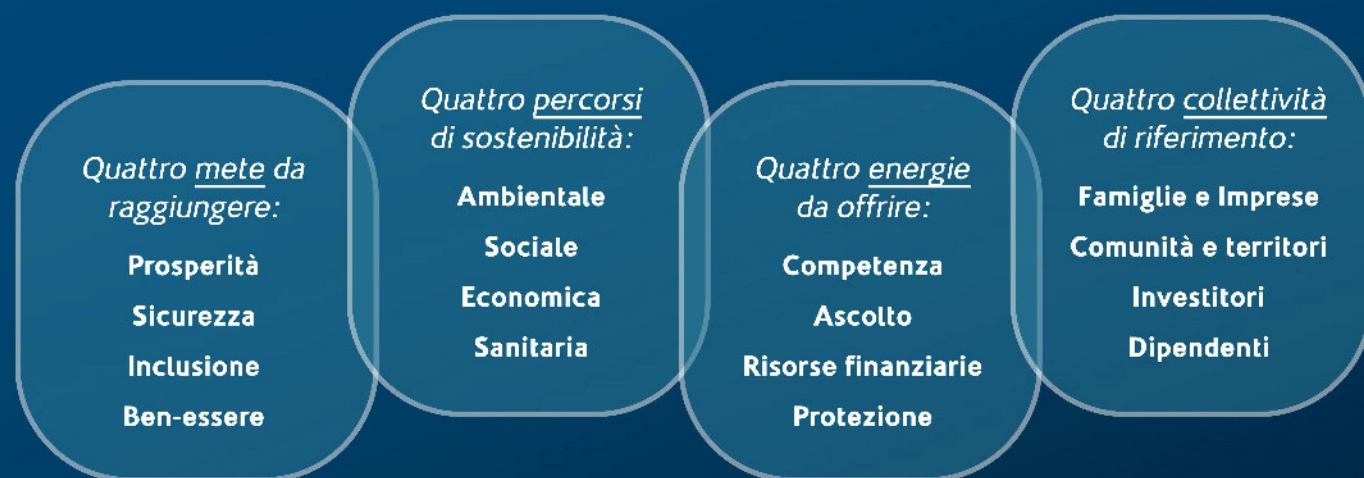 Quattro mete da
raggiungere:
Prosperità
Sicurezza
Inclusione
Ben-essere
Quattro percorsi
di sostenibilità:
Ambientale
Sociale
Economica
Sanitaria
Quattro energie
da offrire:
Competenza
Ascolto
Risorse finanziarie
Protezione
Quattro collettività
di riferimento:
Famiglie e Imprese
Comunità e territori
Investitori
Dipendenti